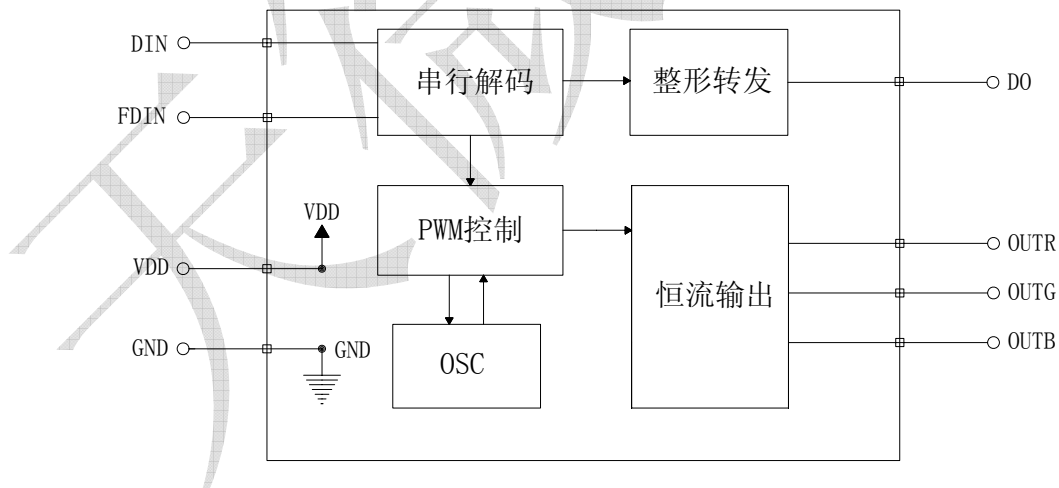 DIN
串行解码
整形转发
DO
FDIN
VDD
PWM控制
OUTR
VDD
恒流输出
OUTG
GND
GND
OSC
OUTB